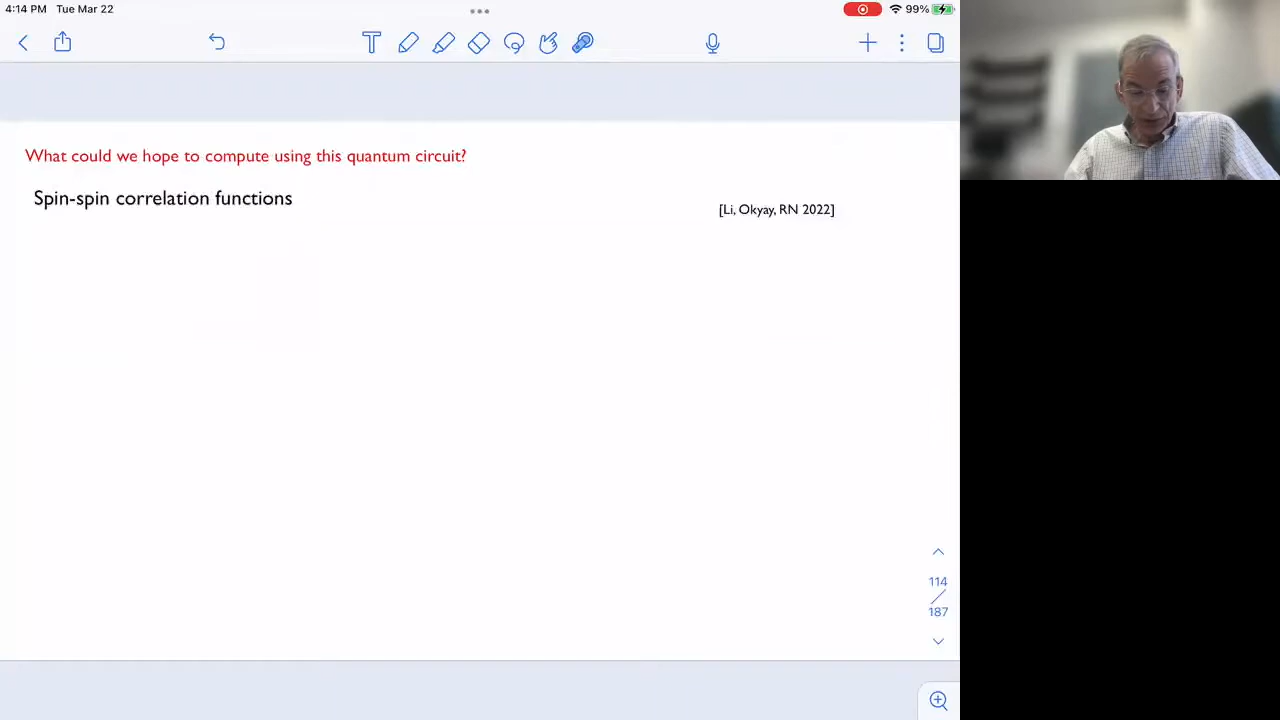 4:14 PM Tue Mar 22
99%
What could we hope to compute using this quantum circuit?
Spin-spin correlation functions
[Li, Okyay, RN 2022]
114
187